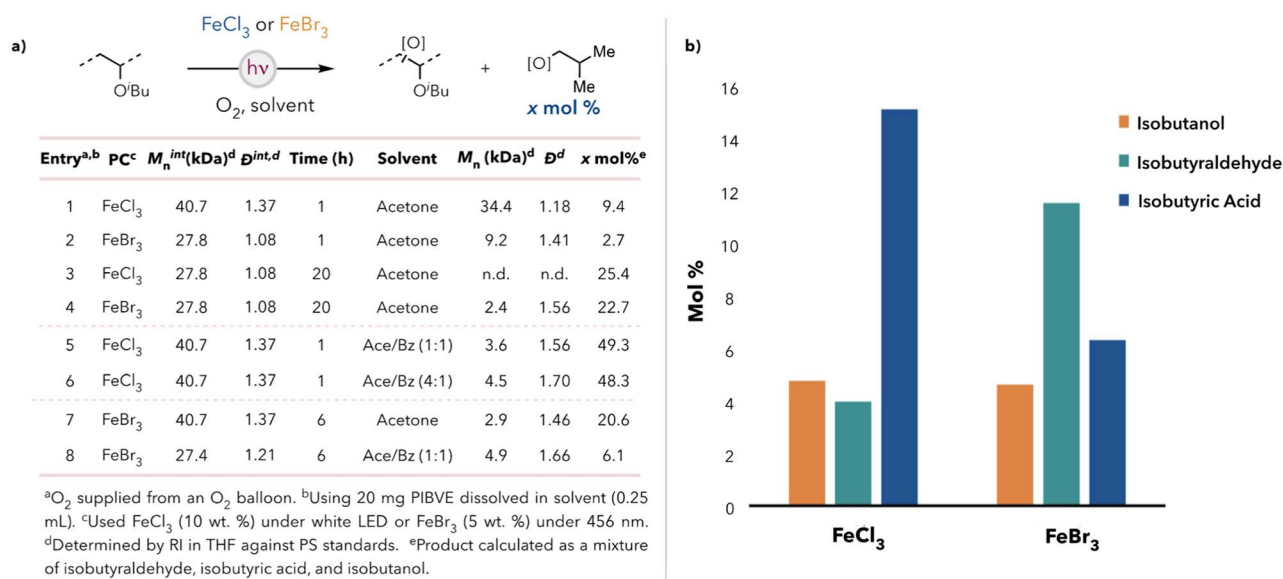 a)
FeCl3 or FeBr3
hν
O2, solvent
OiBu
[O]
OiBu
+
[O]
Me
Me
x mol %
Entrya,b PCc Mnint(kDa)d Đint,d Time (h) Solvent Mn (kDa)d Đd x mol%e
1 FeCl3 40.7 1.37 1 Acetone 34.4 1.18 9.4
2 FeBr3 27.8 1.08 1 Acetone 9.2 1.41 2.7
3 FeCl3 27.8 1.08 20 Acetone n.d. n.d. 25.4
4 FeBr3 27.8 1.08 20 Acetone 2.4 1.56 22.7
5 FeCl3 40.7 1.37 1 Ace/Bz (1:1) 3.6 1.56 49.3
6 FeCl3 40.7 1.37 1 Ace/Bz (4:1) 4.5 1.70 48.3
7 FeBr3 40.7 1.37 6 Acetone 2.9 1.46 20.6
8 FeBr3 27.4 1.21 6 Ace/Bz (1:1) 4.9 1.66 6.1
aO2 supplied from an O2 balloon. bUsing 20 mg PIBVE dissolved in solvent (0.25
mL). cUsed FeCl3 (10 wt. %) under white LED or FeBr3 (5 wt. %) under 456 nm.
dDetermined by RI in THF against PS standards. eProduct calculated as a mixture
of isobutyraldehyde, isobutyric acid, and isobutanol.
b)
Mol %
16
14
12
10
8
6
4
2
0
Isobutanol
Isobutyraldehyde
Isobutyric Acid
FeCl3
FeBr3